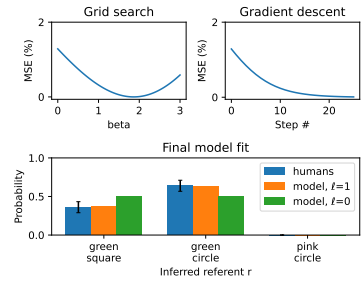 Grid search
MSE (%)
2
0
0 1 2 3
beta
Gradient descent
MSE (%)
2
0
0 10 20
Step #
Final model fit
Probability
1.0
0.5
0.0
humans
model, ℓ=1
model, ℓ=0
green square
green circle
pink circle
Inferred referent r